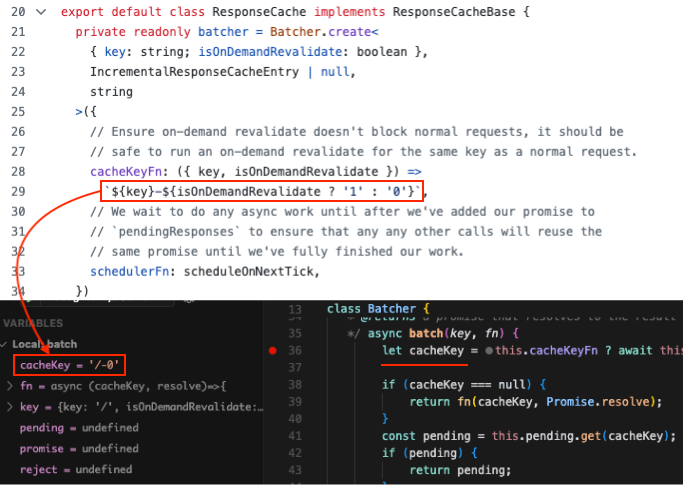 20 export default class ResponseCache implements ResponseCacheBase {
21 private readonly batcher = Batcher.create<
22 { key: string; isOnDemandRevalidate: boolean },
23 IncrementalResponseCacheEntry | null,
24 string
25 >({
26 // Ensure on-demand revalidate doesn't block normal requests, it should be
27 // safe to run an on-demand revalidate for the same key as a normal request.
28 cacheKeyFn: ({ key, isOnDemandRevalidate }) =>
29 `${key}-${isOnDemandRevalidate ? '1' : '0'}`,
30 // We wait to do any async work until after we've added our promise to
31 // `pendingResponses` to ensure that any any other calls will reuse the
32 // same promise until we've fully finished our work.
33 schedulerFn: scheduleOnNextTick,
34 })
VARIABLES
Local: batch
cacheKey = '/-0'
fn = async (cacheKey, resolve)=>{
key = {key: '/', isOnDemandRevalidate:…
pending = undefined
promise = undefined
reject = undefined
13 class Batcher {
34 * @returns a promise that resolves to the result
35 */ async batch(key, fn) {
36 let cacheKey = this.cacheKeyFn ? await this
37
38 if (cacheKey === null) {
39 return fn(cacheKey, Promise.resolve);
40 }
41 const pending = this.pending.get(cacheKey);
42 if (pending) {
43 return pending;